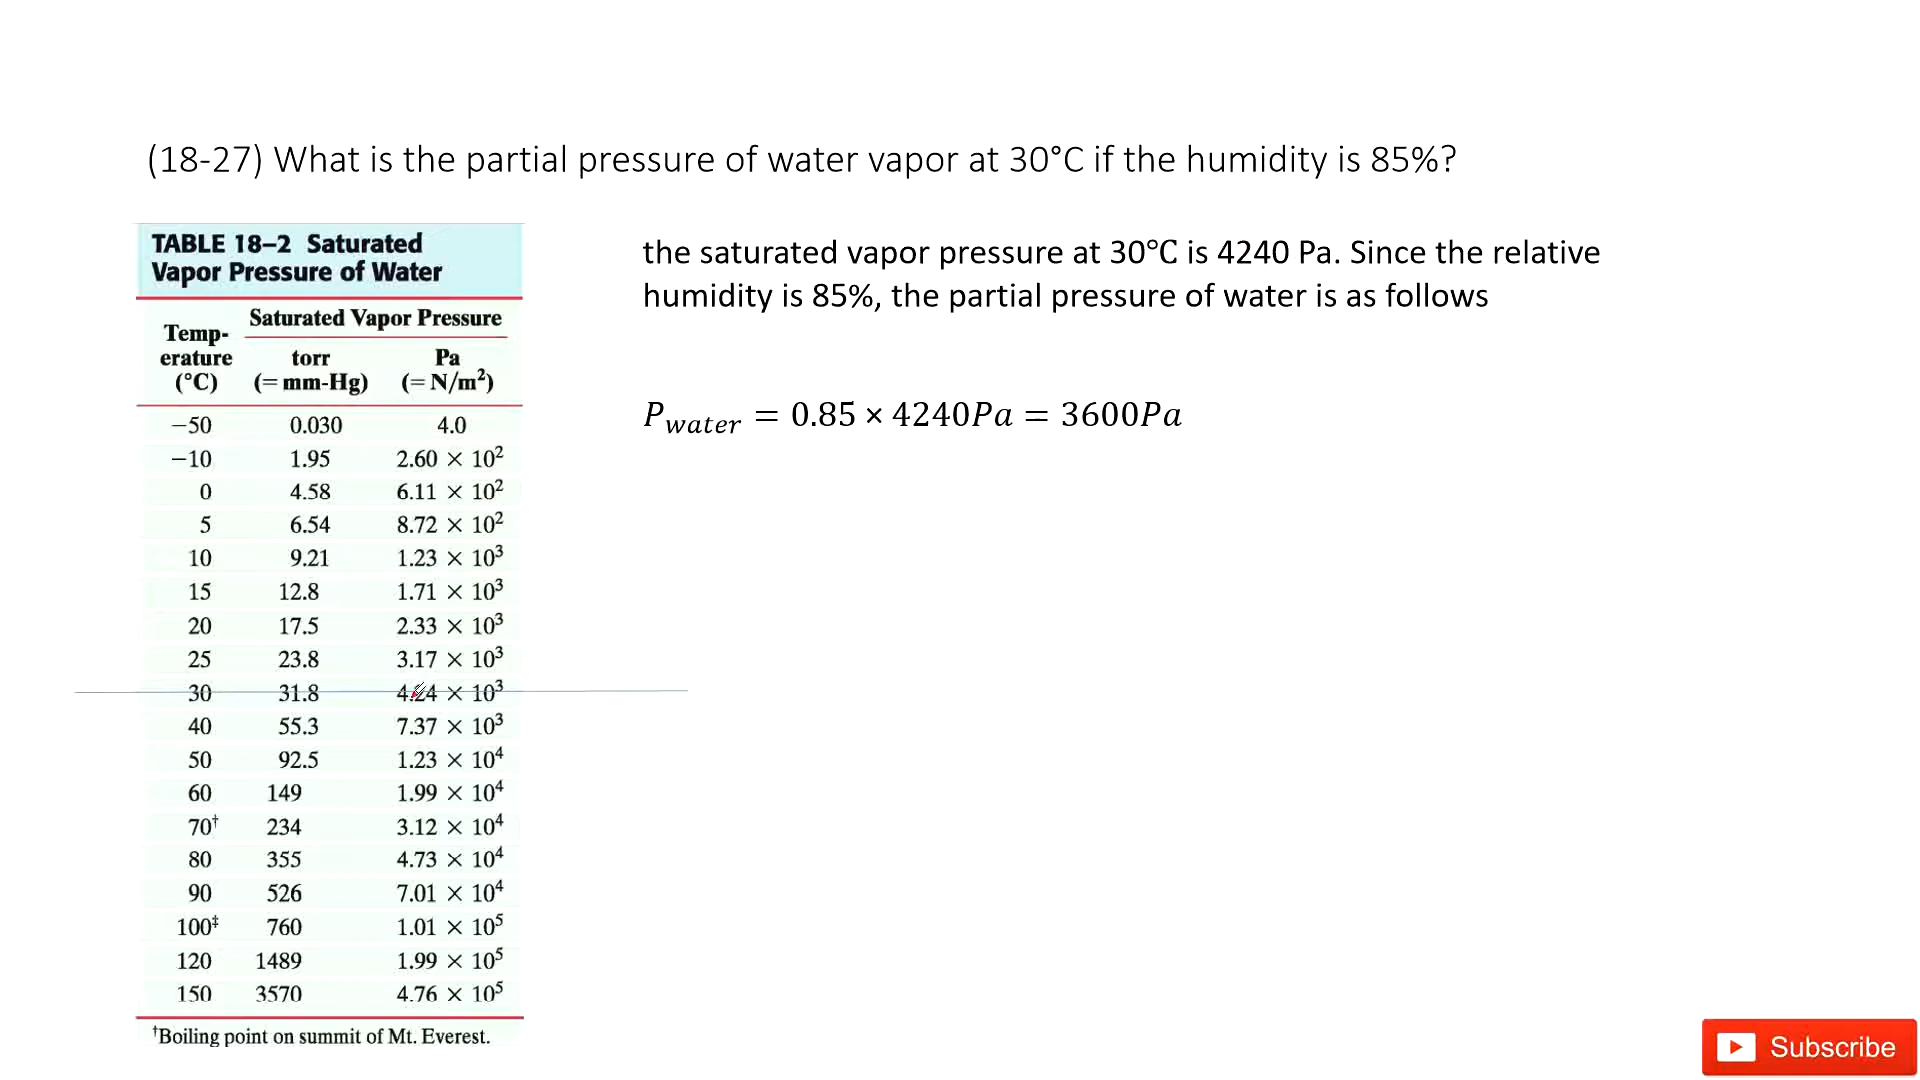 (18-27) What is the partial pressure of water vapor at 30°C if the humidity is 85%?
TABLE 18–2 Saturated
Vapor Pressure of Water
Saturated Vapor Pressure
Temp-
erature torr Pa
(°C) (= mm-Hg) (= N/m²)
−50 0.030 4.0
−10 1.95 2.60 × 10²
0 4.58 6.11 × 10²
5 6.54 8.72 × 10²
10 9.21 1.23 × 10³
15 12.8 1.71 × 10³
20 17.5 2.33 × 10³
25 23.8 3.17 × 10³
30 31.8 4.24 × 10³
40 55.3 7.37 × 10³
50 92.5 1.23 × 10⁴
60 149 1.99 × 10⁴
70† 234 3.12 × 10⁴
80 355 4.73 × 10⁴
90 526 7.01 × 10⁴
100‡ 760 1.01 × 10⁵
120 1489 1.99 × 10⁵
150 3570 4.76 × 10⁵
†Boiling point on summit of Mt. Everest.
the saturated vapor pressure at 30°C is 4240 Pa. Since the relative
humidity is 85%, the partial pressure of water is as follows
P_water = 0.85 × 4240Pa = 3600Pa
Subscribe